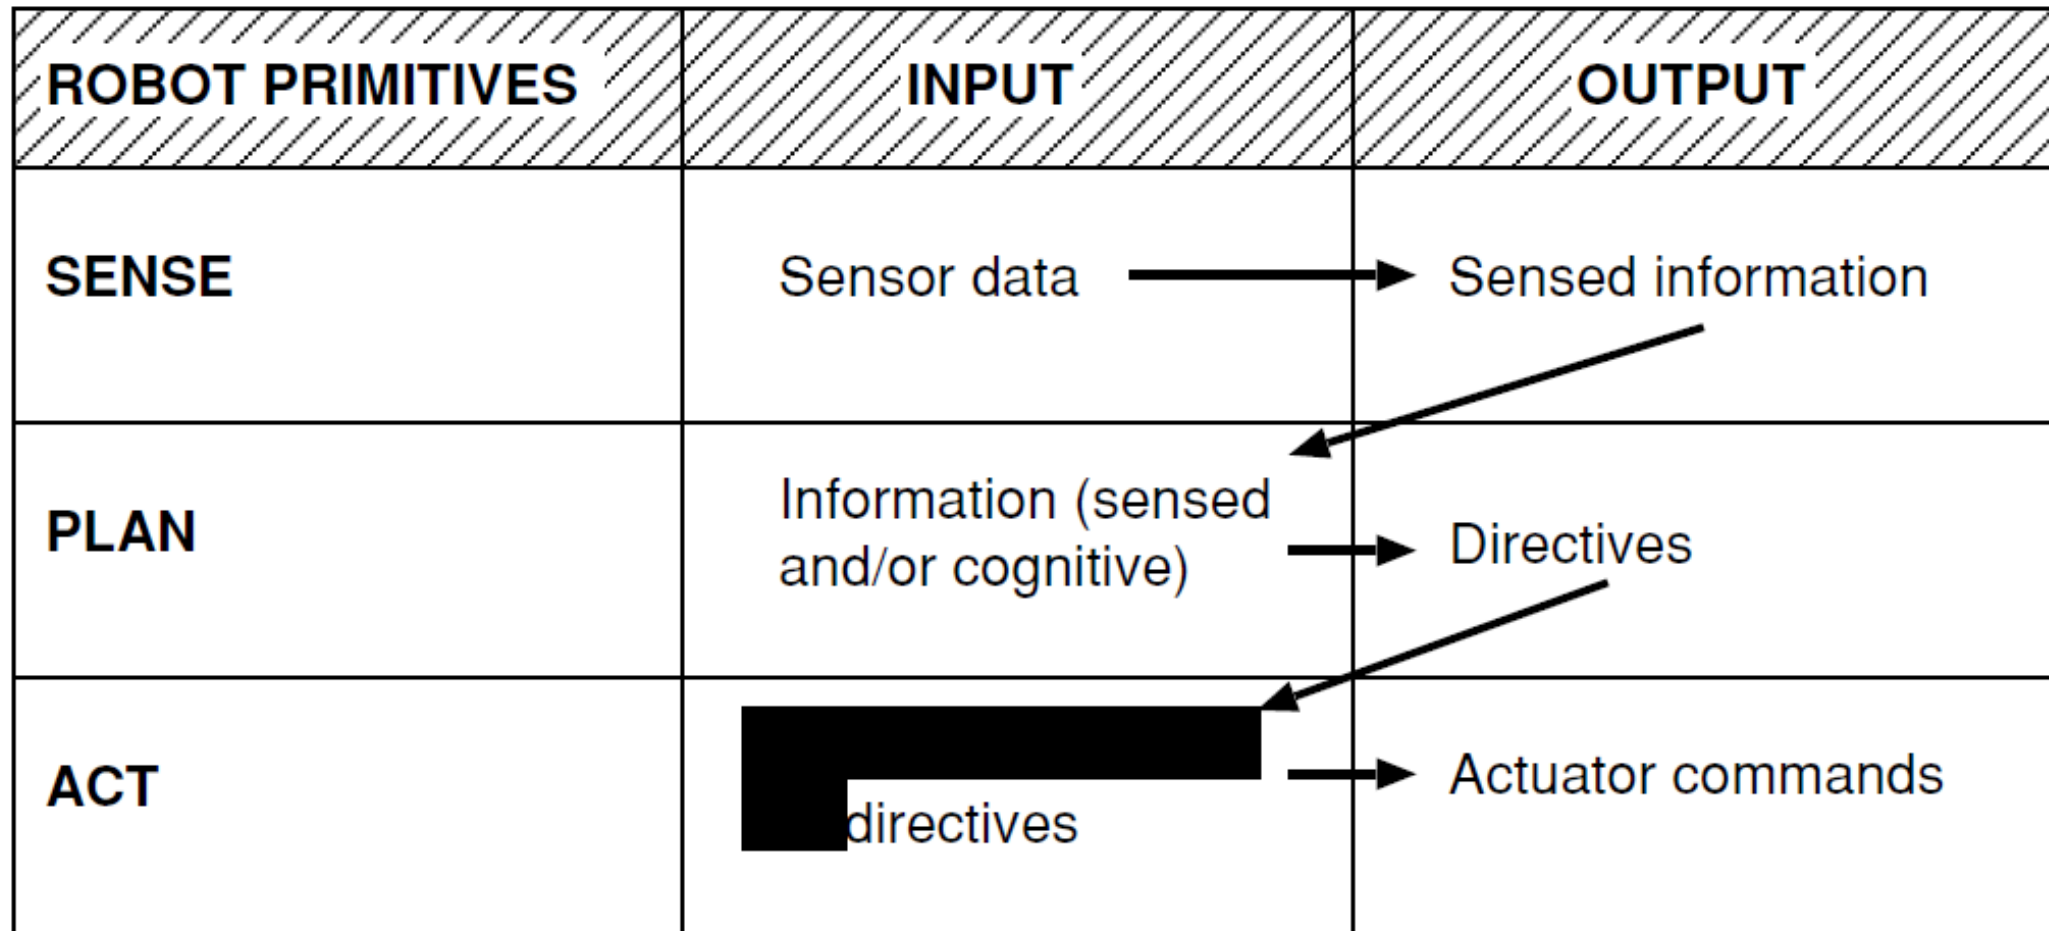 ROBOT PRIMITIVES INPUT OUTPUT
SENSE Sensor data Sensed information
Information (sensed
PLAN Directives
and/or cognitive)
ACT Actuator commands
directives